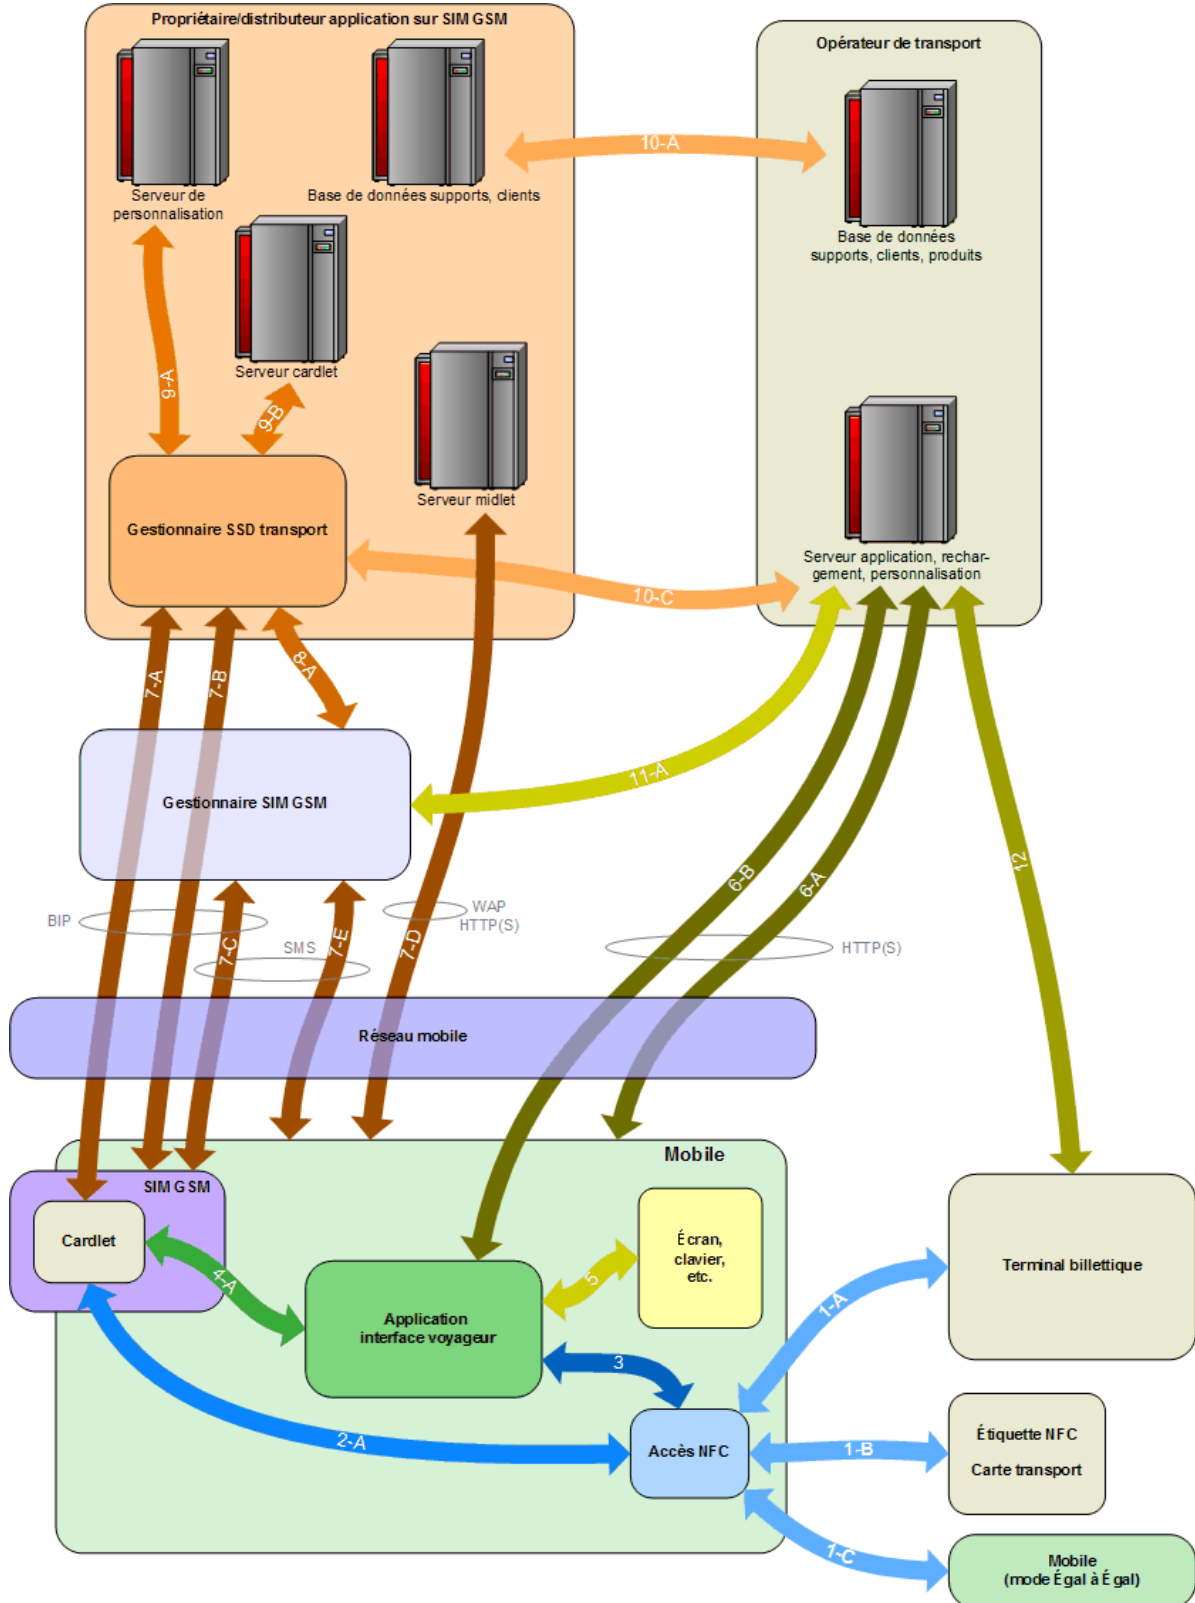 Propriétaire/distributeur application sur SIM GSM
Opérateur de transport
Serveur de
personnalisation
Base de données supports, clients
10-A
Base de données
supports, clients, produits
Serveur cardlet
9-A
9-B
Serveur midlet
Gestionnaire SSD transport
Serveur application, rechar-
gement, personnalisation
10-C
7-A
7-B
8-A
Gestionnaire SIM GSM
11-A
6-B
6-A
12
BIP
SMS
WAP
HTTP(S)
HTTP(S)
7-C
7-E
7-D
Réseau mobile
Mobile
SIM GSM
Cardlet
4-A
Écran,
clavier,
etc.
5
Application
interface voyageur
3
Terminal billettique
1-A
2-A
Accès NFC
1-B
Étiquette NFC
Carte transport
1-C
Mobile
(mode Égal à Égal)